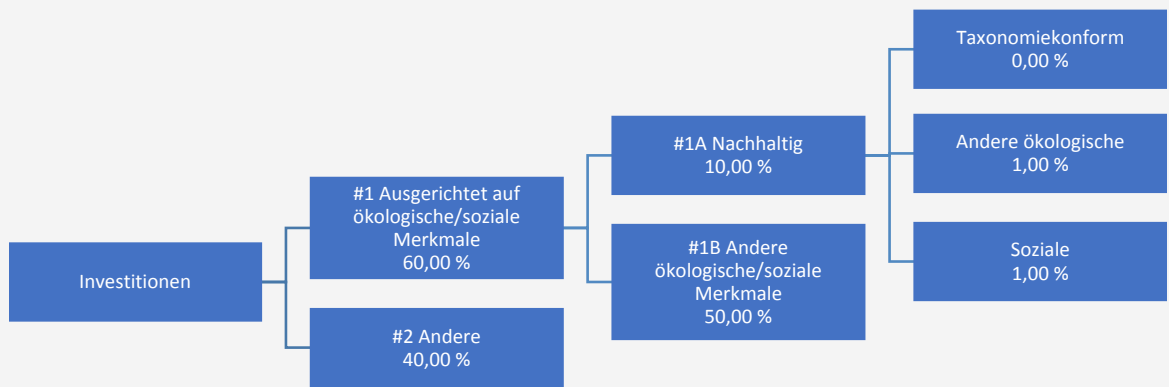 Investitionen
#1 Ausgerichtet auf
ökologische/soziale
Merkmale
60,00 %
#2 Andere
40,00 %
#1A Nachhaltig
10,00 %
#1B Andere
ökologische/soziale
Merkmale
50,00 %
Taxonomiekonform
0,00 %
Andere ökologische
1,00 %
Soziale
1,00 %